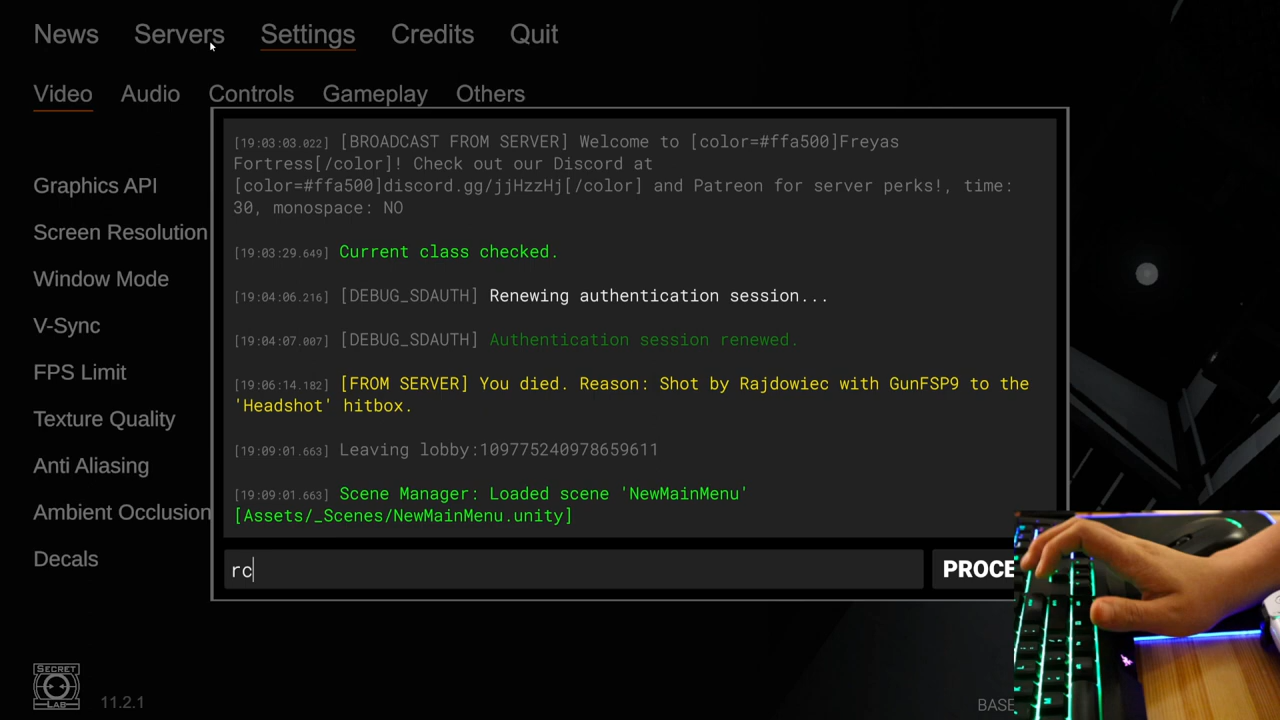 News Servers Settings Credits Quit
Video Audio Controls Gameplay Others
Graphics API
Screen Resolution
Window Mode
V-Sync
FPS Limit
Texture Quality
Anti Aliasing
Ambient Occlusion
Decals
[19:03:03.022] [BROADCAST FROM SERVER] Welcome to [color=#ffa500]Freyas
Fortress[/color]! Check out our Discord at
[color=#ffa500]discord.gg/jjHzzHj[/color] and Patreon for server perks!, time:
30, monospace: NO
[19:03:29.649] Current class checked.
[19:04:06.216] [DEBUG_SDAUTH] Renewing authentication session...
[19:04:07.007] [DEBUG_SDAUTH] Authentication session renewed.
[19:06:14.182] [FROM SERVER] You died. Reason: Shot by Rajdowiec with GunFSP9 to the
'Headshot' hitbox.
[19:09:01.663] Leaving lobby:109775240978659611
[19:09:01.663] Scene Manager: Loaded scene 'NewMainMenu'
[Assets/_Scenes/NewMainMenu.unity]
rc
PROCE
SECRET
LAB
11.2.1
BASE